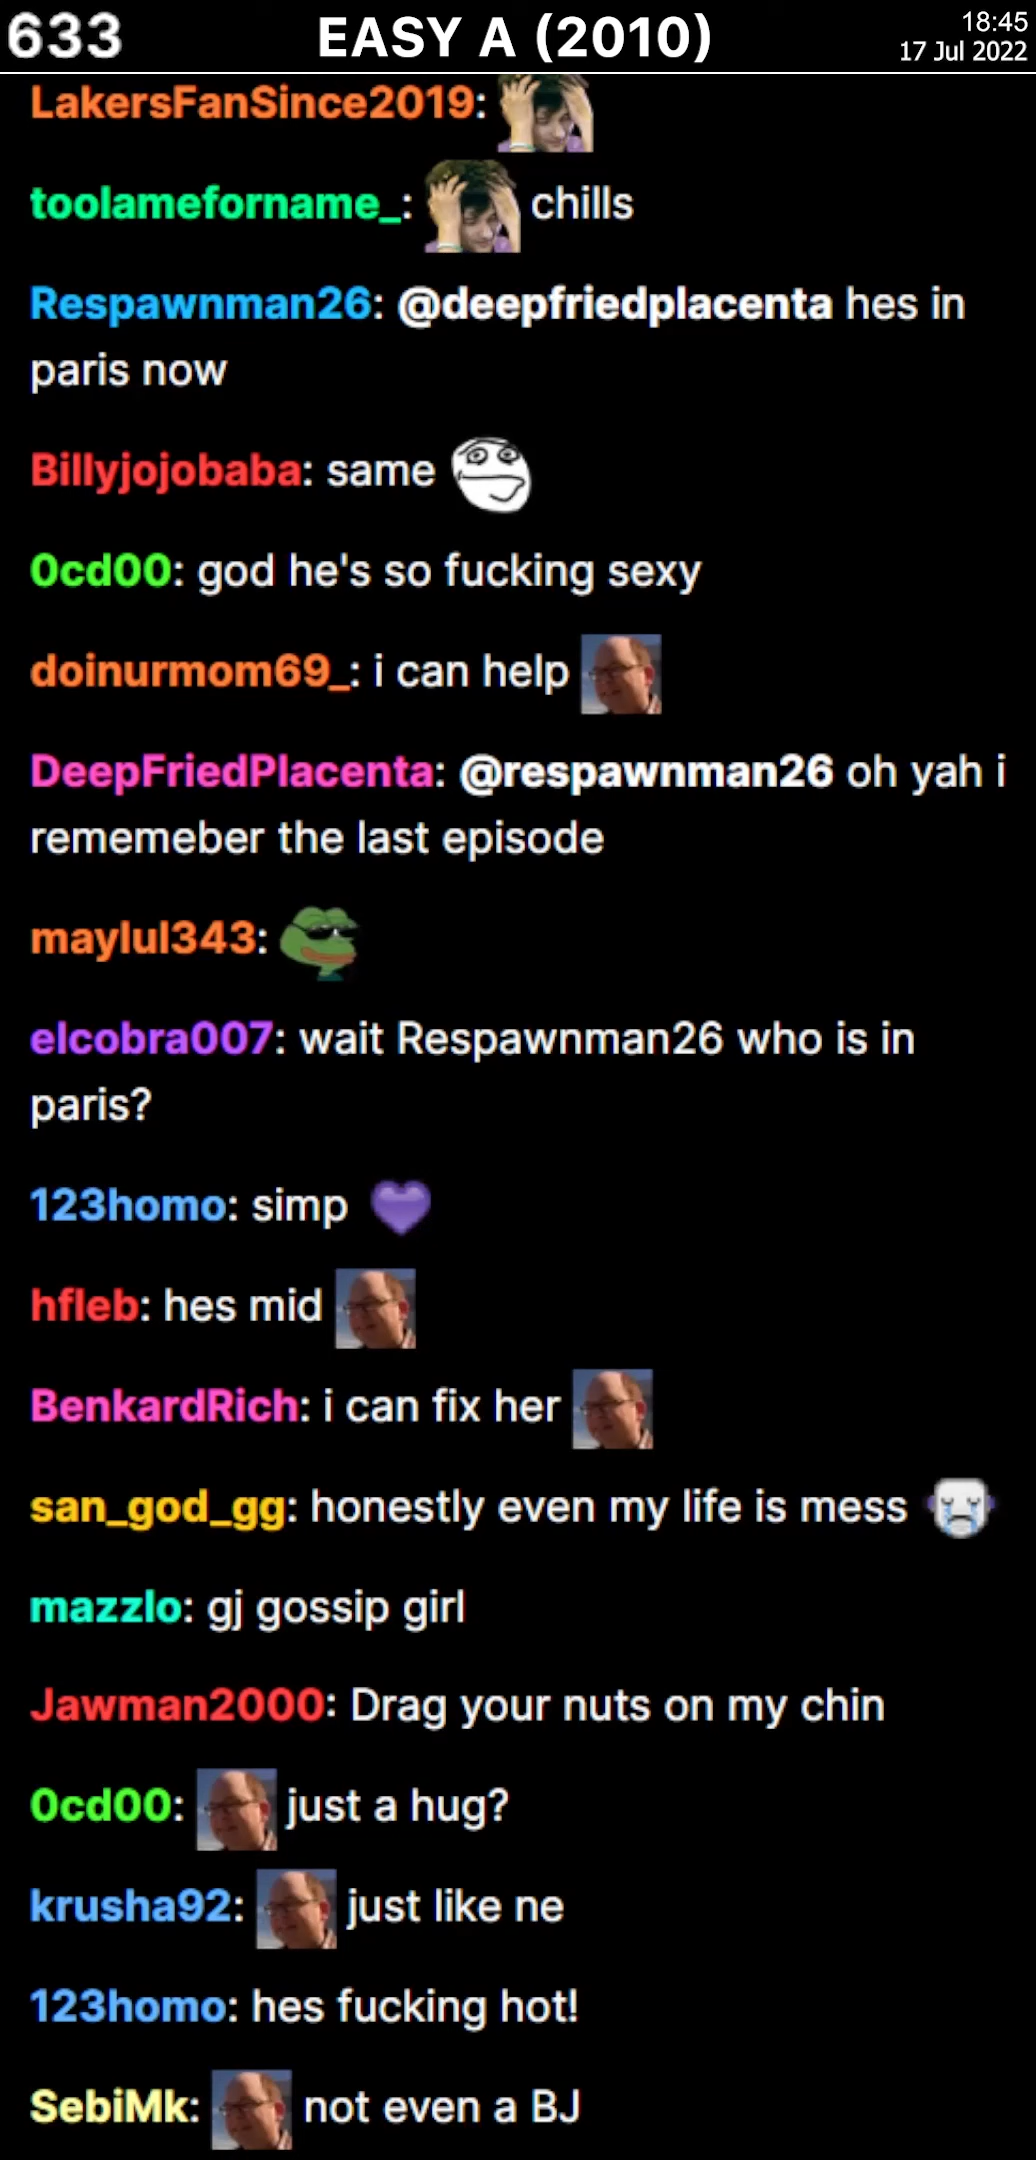 633
EASY A (2010)
18:45
17 Jul 2022
LakersFanSince2019:
toolameforname_: chills
Respawnman26: @deepfriedplacenta hes in
paris now
Billyjojobaba: same
0cd00: god he's so fucking sexy
doinurmom69_: i can help
DeepFriedPlacenta: @respawnman26 oh yah i
rememeber the last episode
maylul343:
elcobra007: wait Respawnman26 who is in
paris?
123homo: simp
hfleb: hes mid
BenkardRich: i can fix her
san_god_gg: honestly even my life is mess
mazzlo: gj gossip girl
Jawman2000: Drag your nuts on my chin
0cd00: just a hug?
krusha92: just like ne
123homo: hes fucking hot!
SebiMk: not even a BJ